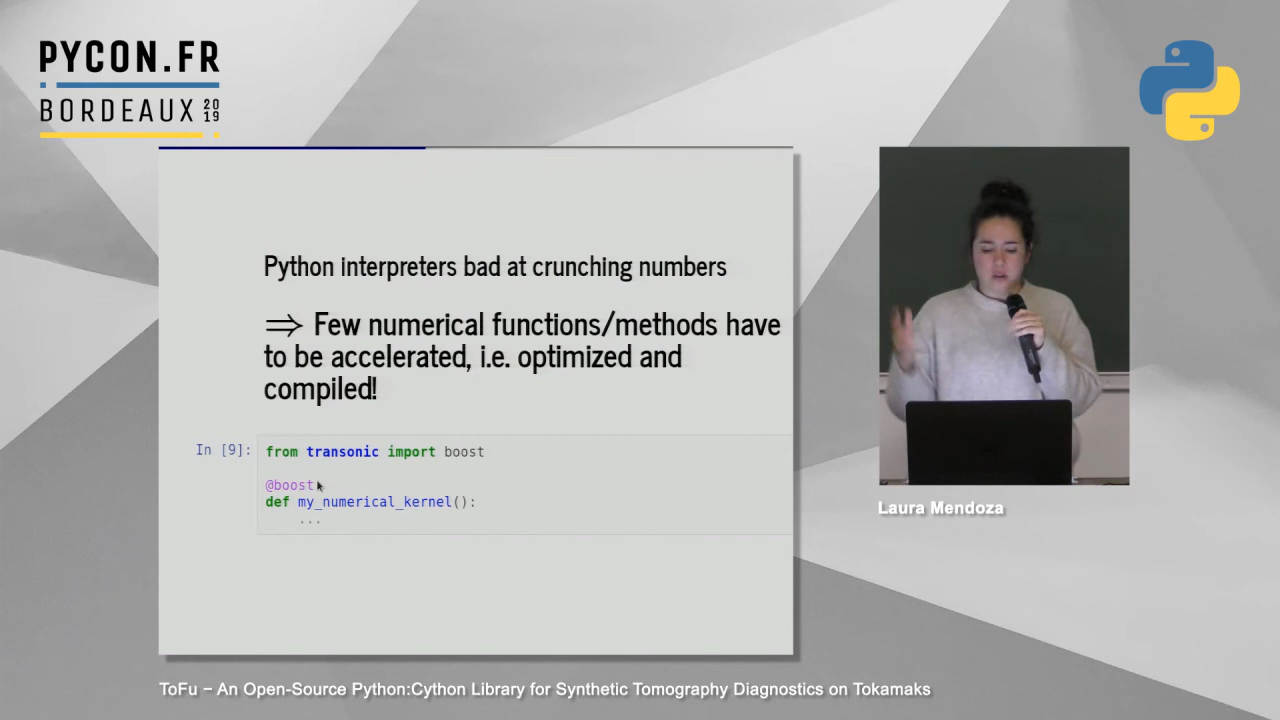 PYCON.FR
BORDEAUX 20
19
Python interpreters bad at crunching numbers
⟹ Few numerical functions/methods have
to be accelerated, i.e. optimized and
compiled!
In [9]: from transonic import boost
@boost
def my_numerical_kernel():
...
Laura Mendoza
ToFu – An Open-Source Python:Cython Library for Synthetic Tomography Diagnostics on Tokamaks